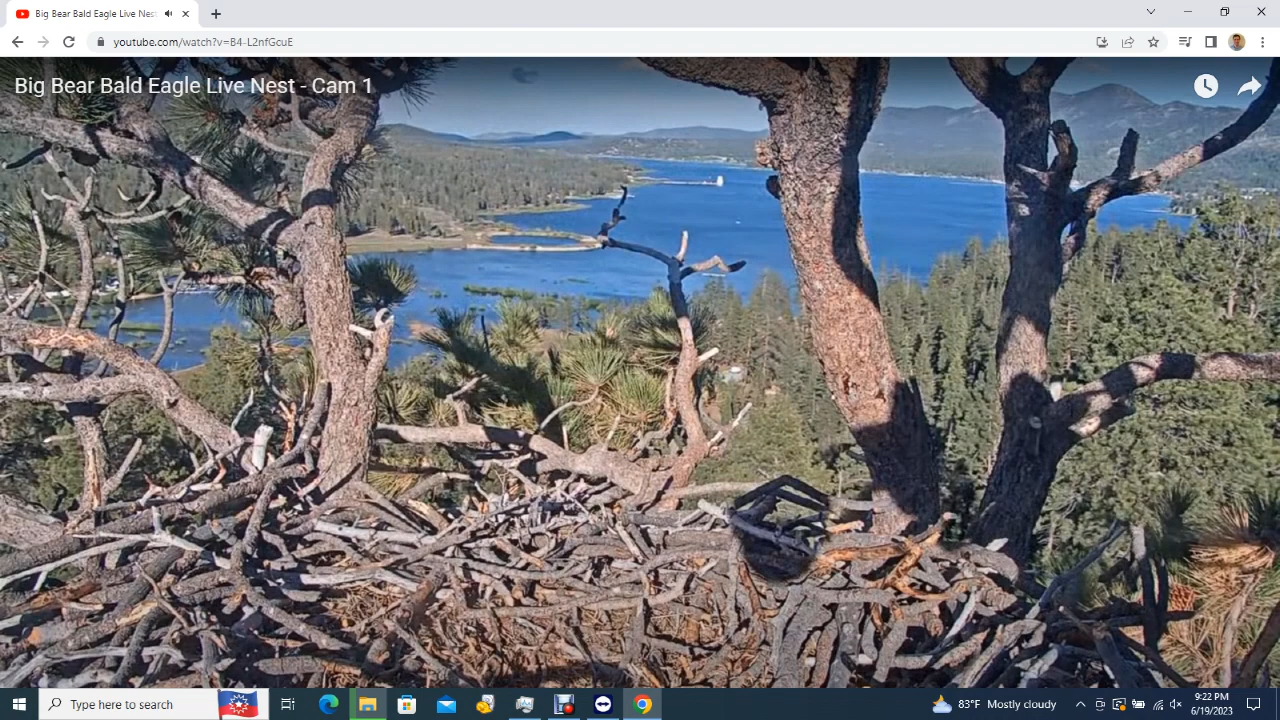 Big Bear Bald Eagle Live Nest
youtube.com/watch?v=B4-L2nfGcuE
Big Bear Bald Eagle Live Nest - Cam 1
Type here to search
83°F Mostly cloudy
9:22 PM
6/19/2023